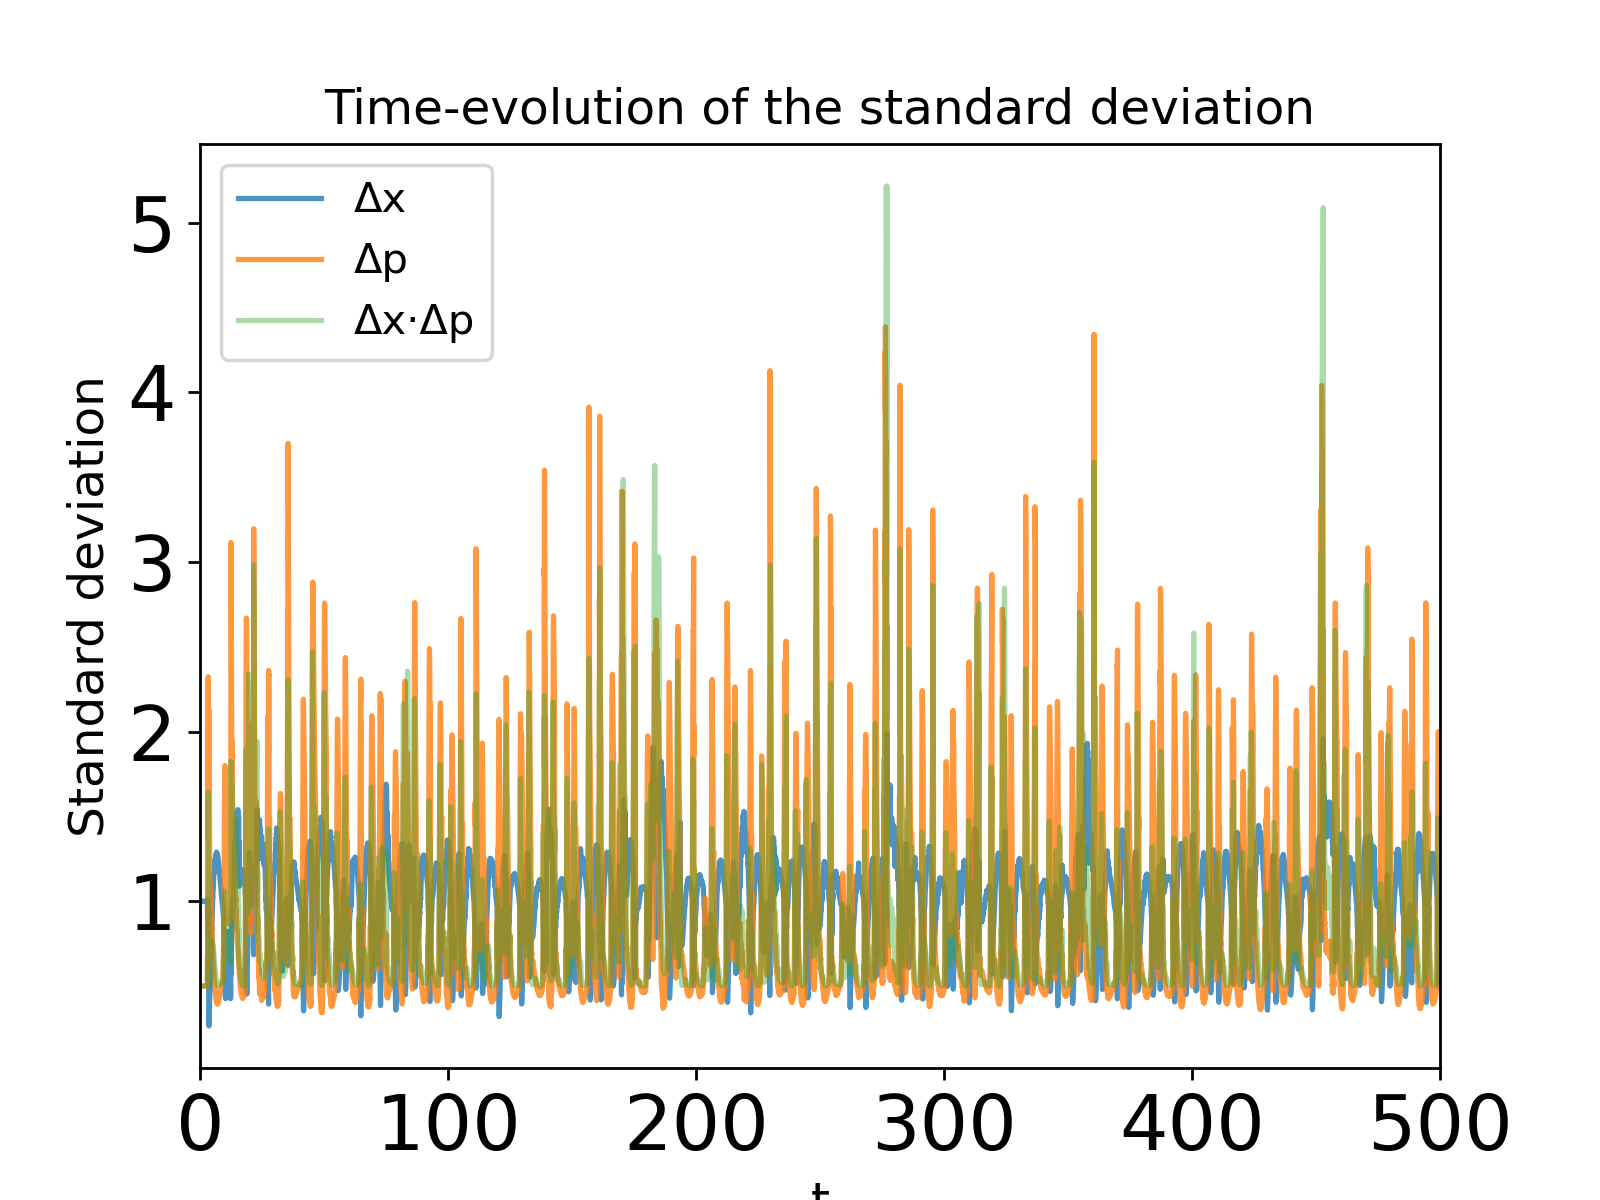 Time-evolution of the standard deviation
Δx
Δp
Δx·Δp
Standard deviation
5
4
3
2
1
0 100 200 300 400 500
t